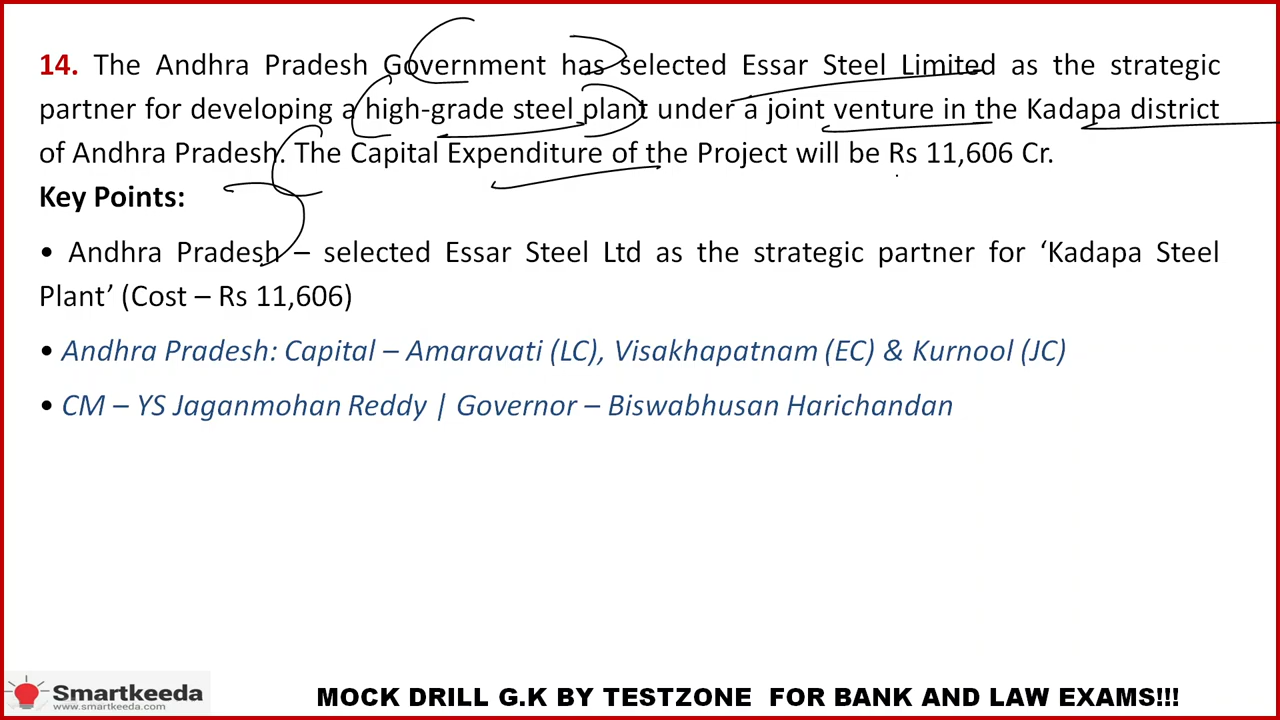 14. The Andhra Pradesh Government has selected Essar Steel Limited as the strategic
partner for developing a high-grade steel plant under a joint venture in the Kadapa district
of Andhra Pradesh. The Capital Expenditure of the Project will be Rs 11,606 Cr.
Key Points:
• Andhra Pradesh – selected Essar Steel Ltd as the strategic partner for ‘Kadapa Steel
Plant’ (Cost – Rs 11,606)
• Andhra Pradesh: Capital – Amaravati (LC), Visakhapatnam (EC) & Kurnool (JC)
• CM – YS Jaganmohan Reddy | Governor – Biswabhusan Harichandan
Smartkeeda
www.smartkeeda.com
MOCK DRILL G.K BY TESTZONE FOR BANK AND LAW EXAMS!!!